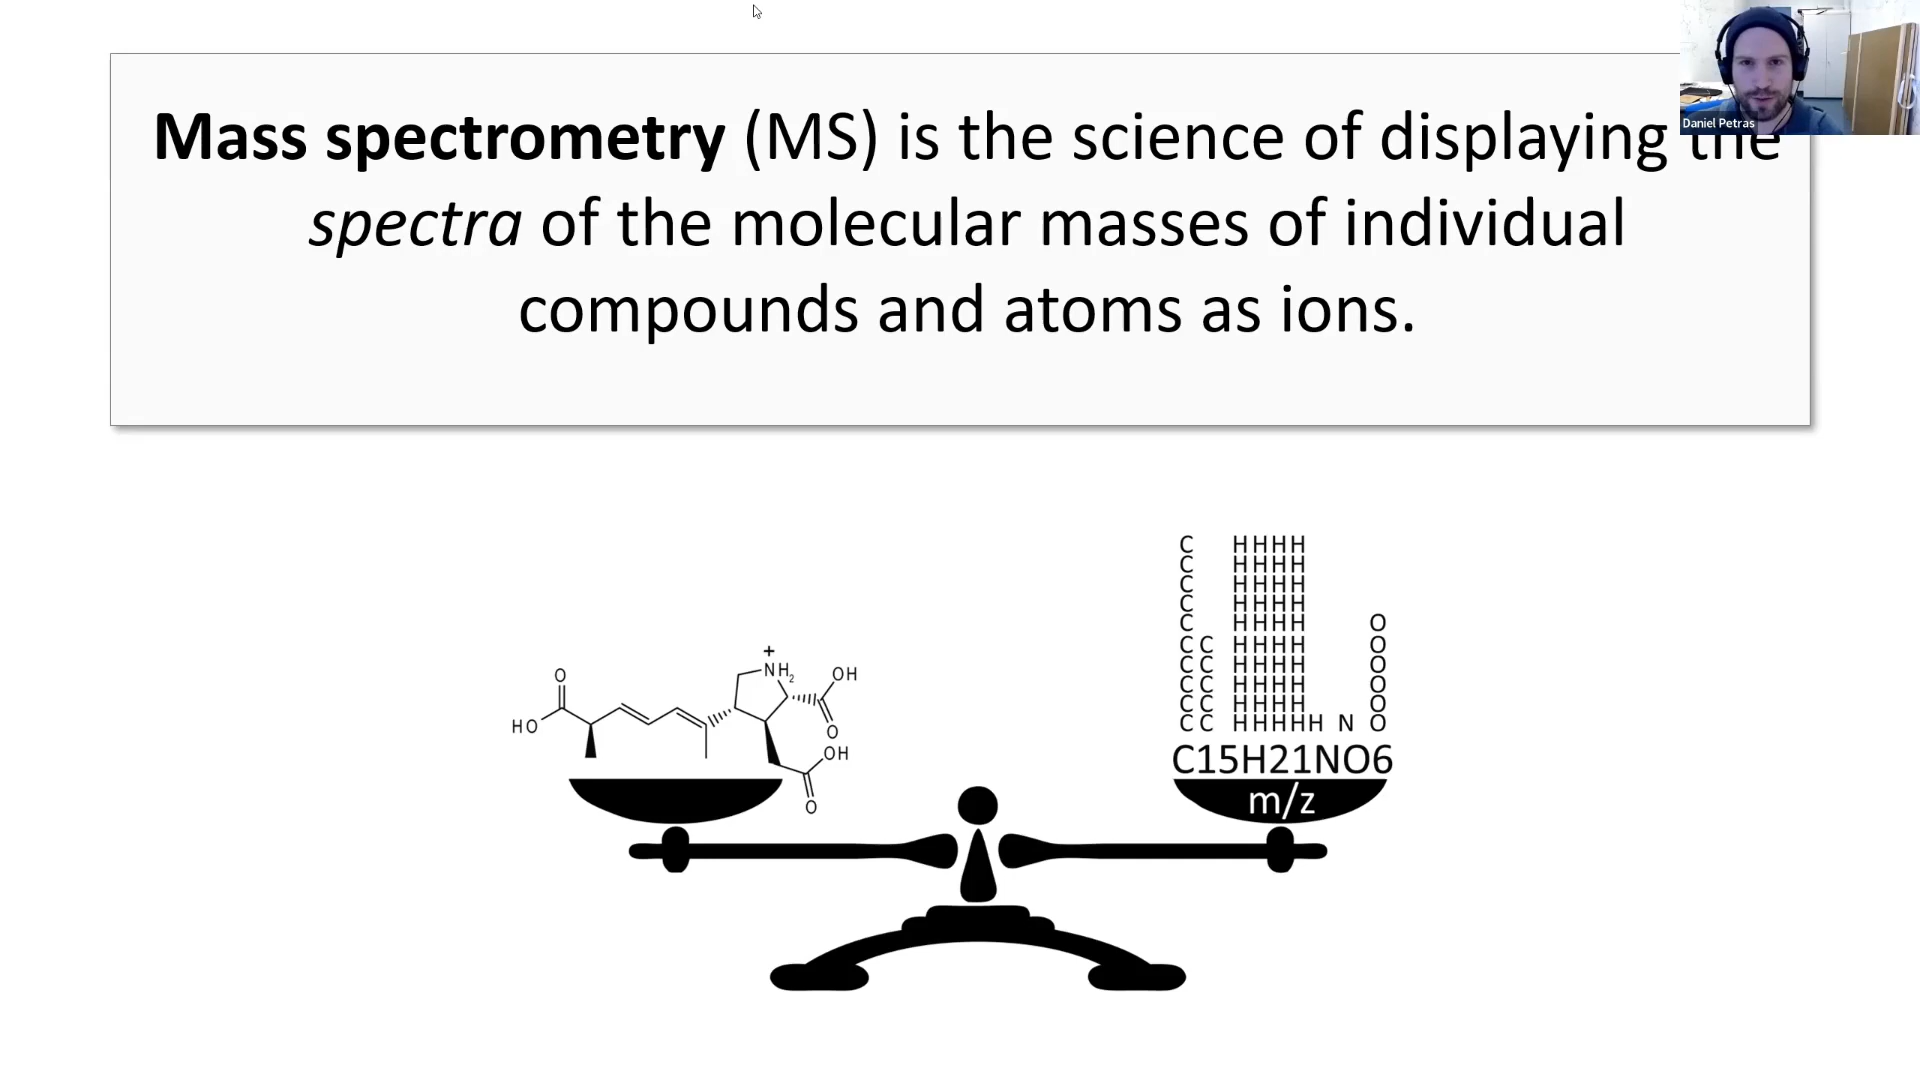 Mass spectrometry (MS) is the science of displaying the
spectra of the molecular masses of individual
compounds and atoms as ions.
Daniel Petras
C HHHH
C HHHH
C HHHH
C HHHH
C HHHH O
CC HHHH O
CC HHHH O
CC HHHH O
CC HHHH O
CC HHHHH N O
C15H21NO6
m/z
+
NH2
O
OH
HO
O
OH
O